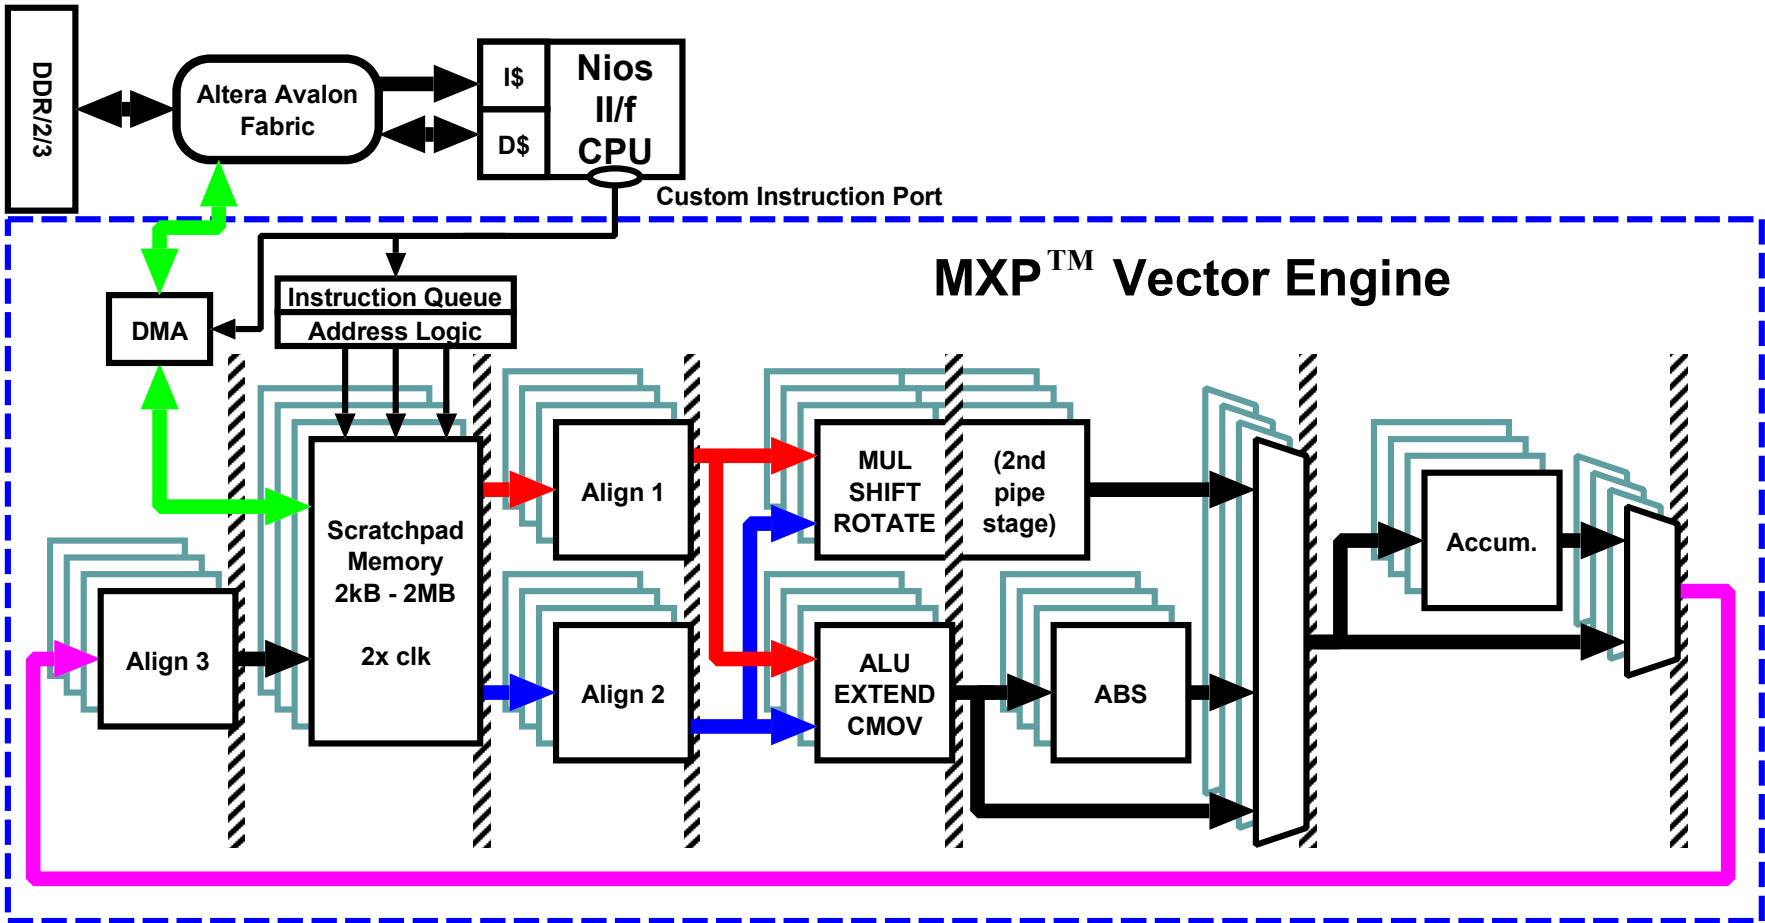 DDR/2/3
Altera Avalon
Fabric
I$
D$
Nios
II/f
CPU
Custom Instruction Port
MXP™ Vector Engine
Instruction Queue
Address Logic
DMA
Align 3
Scratchpad
Memory
2kB - 2MB
2x clk
Align 1
Align 2
MUL
SHIFT
ROTATE
(2nd
pipe
stage)
ALU
EXTEND
CMOV
ABS
Accum.